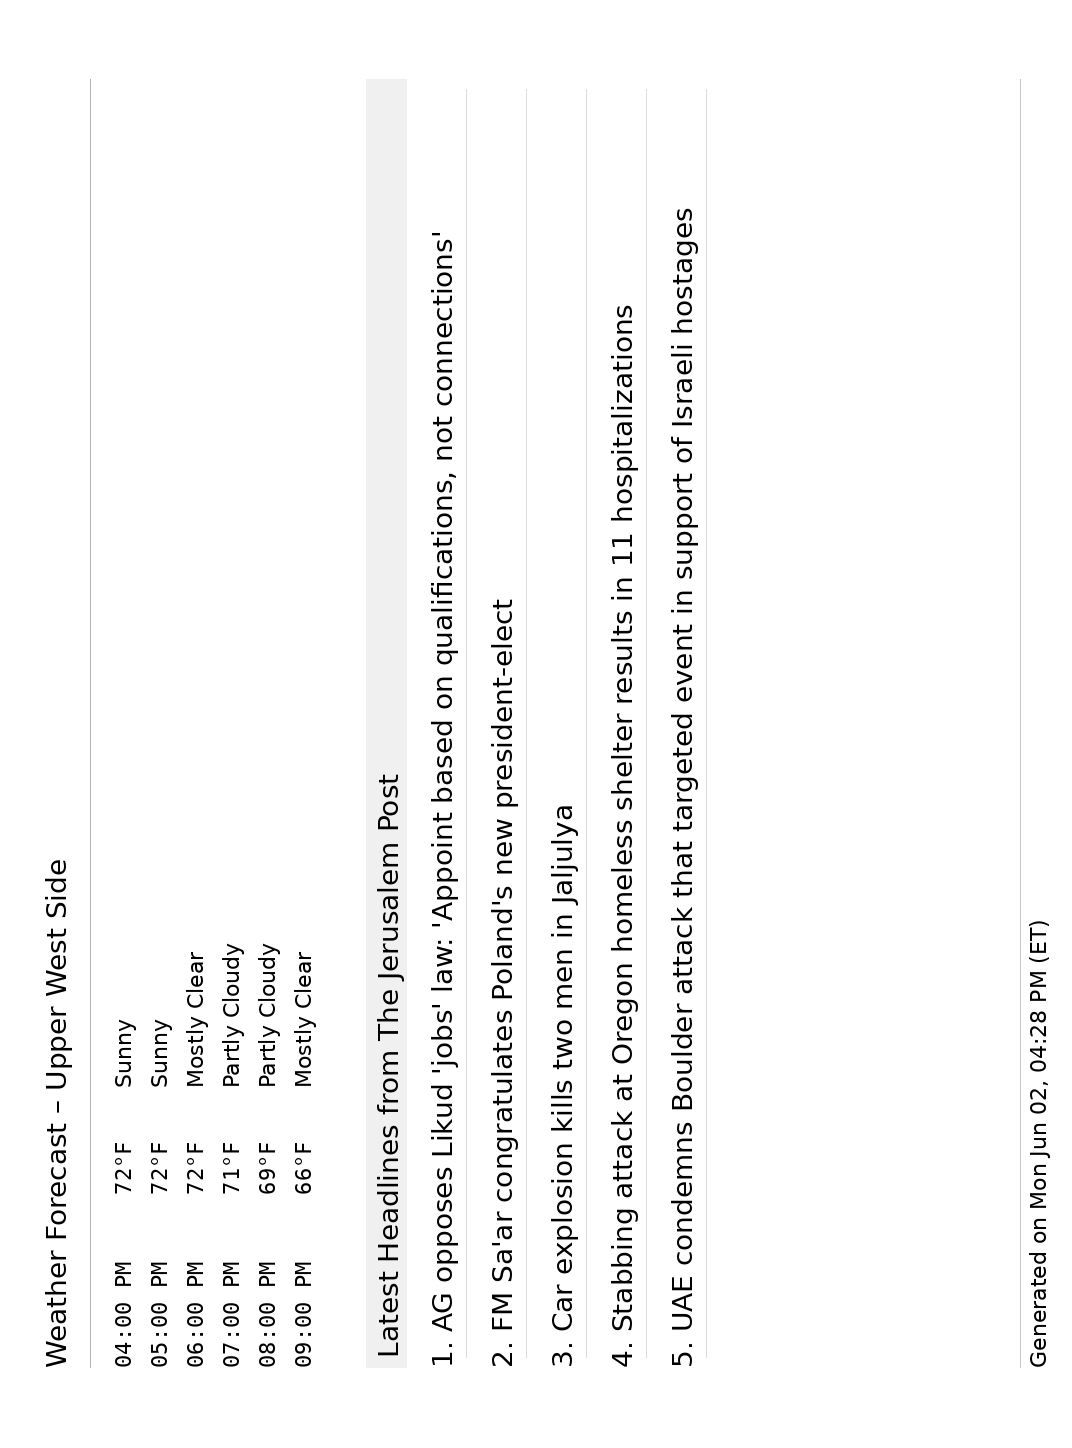 Weather Forecast – Upper West Side
04:00 PM 72°F Sunny
05:00 PM 72°F Sunny
06:00 PM 72°F Mostly Clear
07:00 PM 71°F Partly Cloudy
08:00 PM 69°F Partly Cloudy
09:00 PM 66°F Mostly Clear
Latest Headlines from The Jerusalem Post
1. AG opposes Likud 'jobs' law: 'Appoint based on qualifications, not connections'
2. FM Sa'ar congratulates Poland's new president-elect
3. Car explosion kills two men in Jaljulya
4. Stabbing attack at Oregon homeless shelter results in 11 hospitalizations
5. UAE condemns Boulder attack that targeted event in support of Israeli hostages
Generated on Mon Jun 02, 04:28 PM (ET)